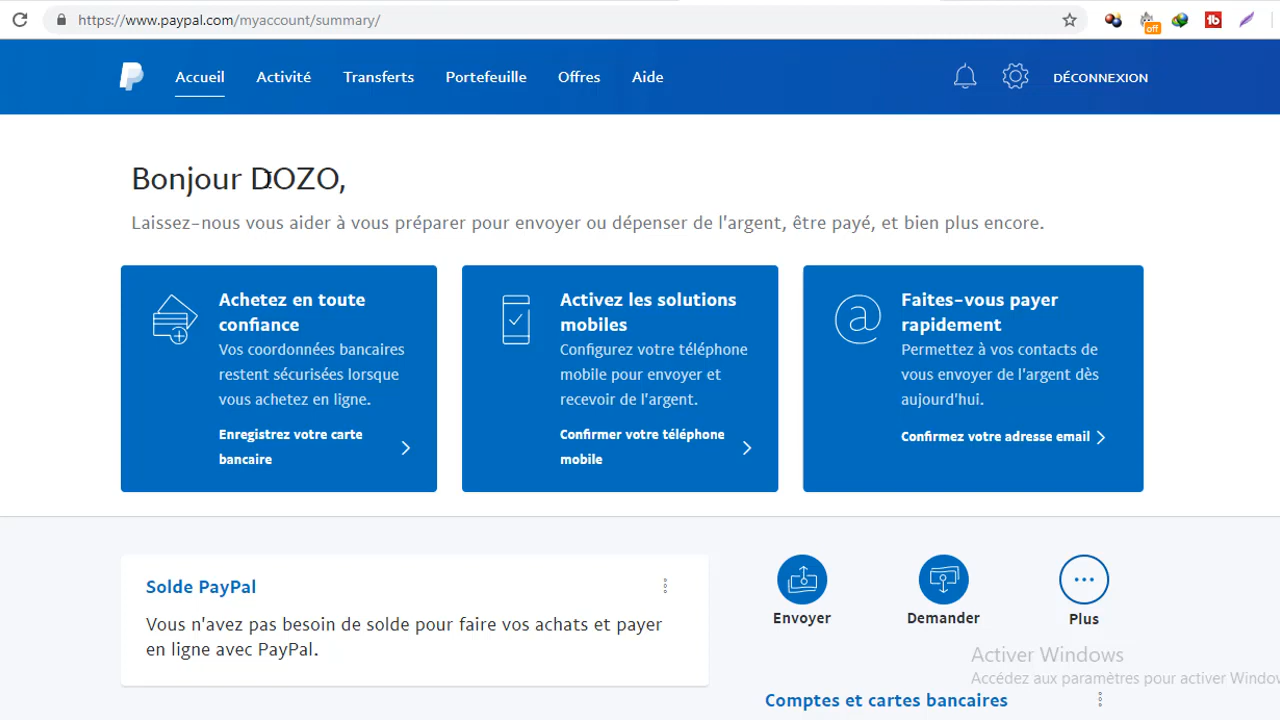 https://www.paypal.com/myaccount/summary/
off
Accueil Activité Transferts Portefeuille Offres Aide DÉCONNEXION
Bonjour DOZO,
Laissez-nous vous aider à vous préparer pour envoyer ou dépenser de l'argent, être payé, et bien plus encore.
Achetez en toute
confiance
Vos coordonnées bancaires
restent sécurisées lorsque
vous achetez en ligne.
Enregistrez votre carte
bancaire
Activez les solutions
mobiles
Configurez votre téléphone
mobile pour envoyer et
recevoir de l'argent.
Confirmer votre téléphone
mobile
Faites-vous payer
rapidement
Permettez à vos contacts de
vous envoyer de l'argent dès
aujourd'hui.
Confirmez votre adresse email
Solde PayPal
Vous n'avez pas besoin de solde pour faire vos achats et payer
en ligne avec PayPal.
Envoyer Demander Plus
Activer Windows
Accédez aux paramètres pour activer Window
Comptes et cartes bancaires